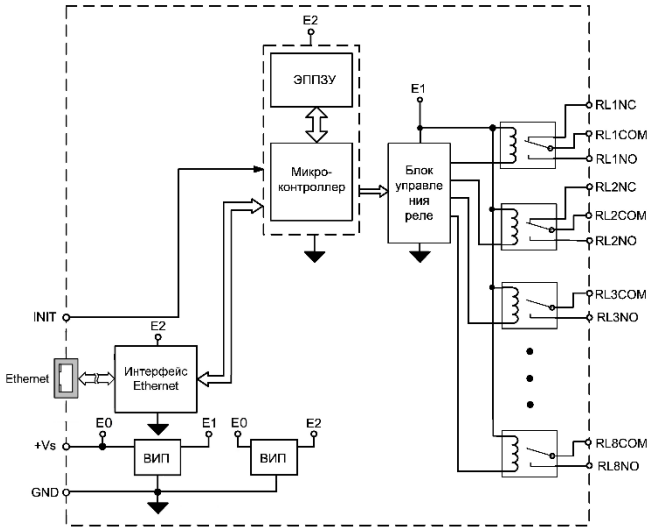 E2
ЭППЗУ
E1
RL1NC
RL1COM
RL1NO
Микро-
контроллер
Блок
управле
ния
реле
RL2NC
RL2COM
RL2NO
RL3COM
RL3NO
INIT
E2
Ethernet
Интерфейс
Ethernet
E0
E1
E0
E2
+Vs
ВИП
ВИП
RL8COM
RL8NO
GND